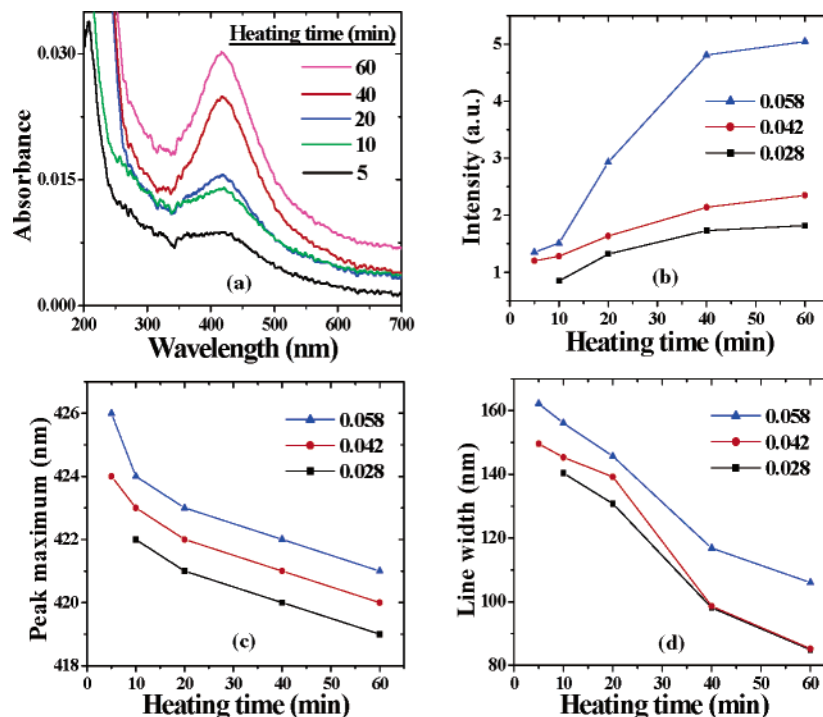 Heating time (min)
60
40
20
10
5
0.030
0.015
0.000
Absorbance
(a)
200 300 400 500 600 700
Wavelength (nm)
5
4
3
2
1
Intensity (a.u.)
0.058
0.042
0.028
(b)
0 10 20 30 40 50 60
Heating time (min)
426
424
422
420
418
Peak maximum (nm)
0.058
0.042
0.028
(c)
0 10 20 30 40 50 60
Heating time (min)
160
140
120
100
80
Line width (nm)
0.058
0.042
0.028
(d)
0 10 20 30 40 50 60
Heating time (min)